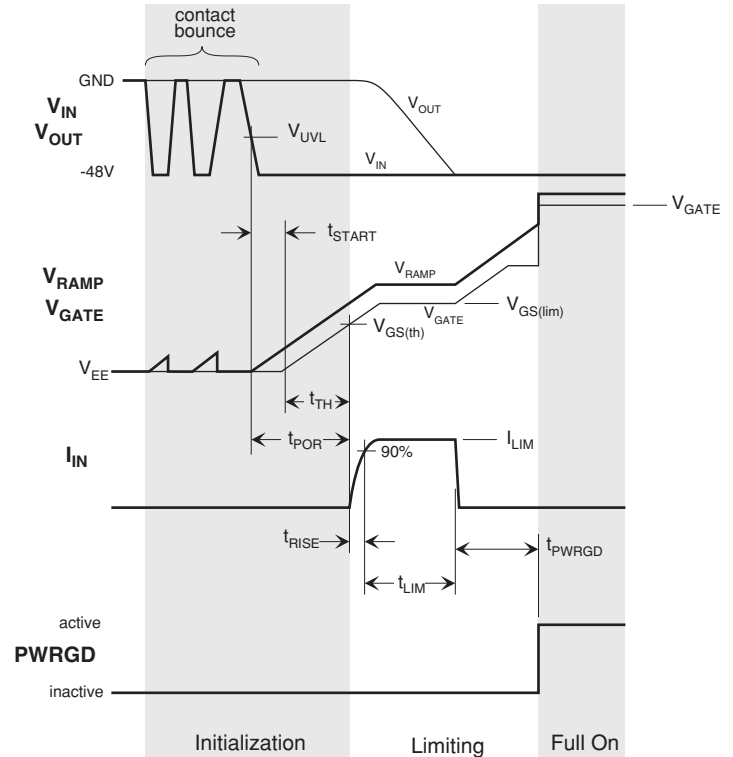 contact
bounce
GND
V_IN
V_OUT
V_OUT
V_UVL
V_IN
-48V
V_GATE
t_START
V_RAMP
V_RAMP
V_GATE
V_GATE
V_GS(lim)
V_GS(th)
V_EE
t_TH
t_POR
I_LIM
I_IN
90%
t_RISE
t_PWRGD
t_LIM
active
PWRGD
inactive
Initialization
Limiting
Full On